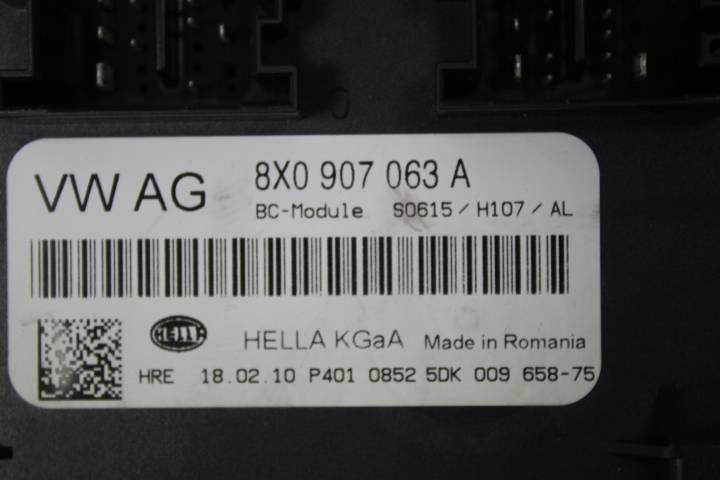 VW AG 8X0 907 063 A
BC-Module S0615 / H107 / AL
HELLA HELLA KGaA Made in Romania
HRE 18.02.10 P401 0852 5DK 009 658-75